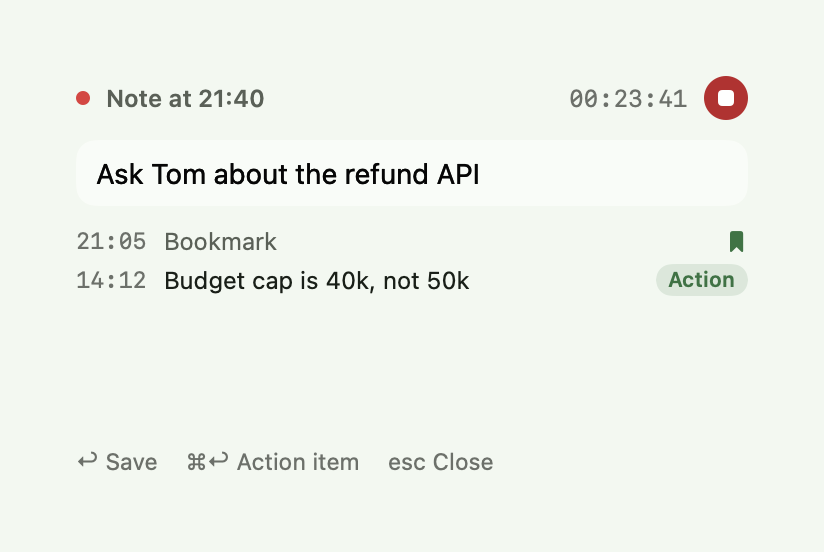 Note at 21:40 00:23:41
Ask Tom about the refund API
21:05 Bookmark
14:12 Budget cap is 40k, not 50k Action
↩ Save ⌘↩ Action item esc Close